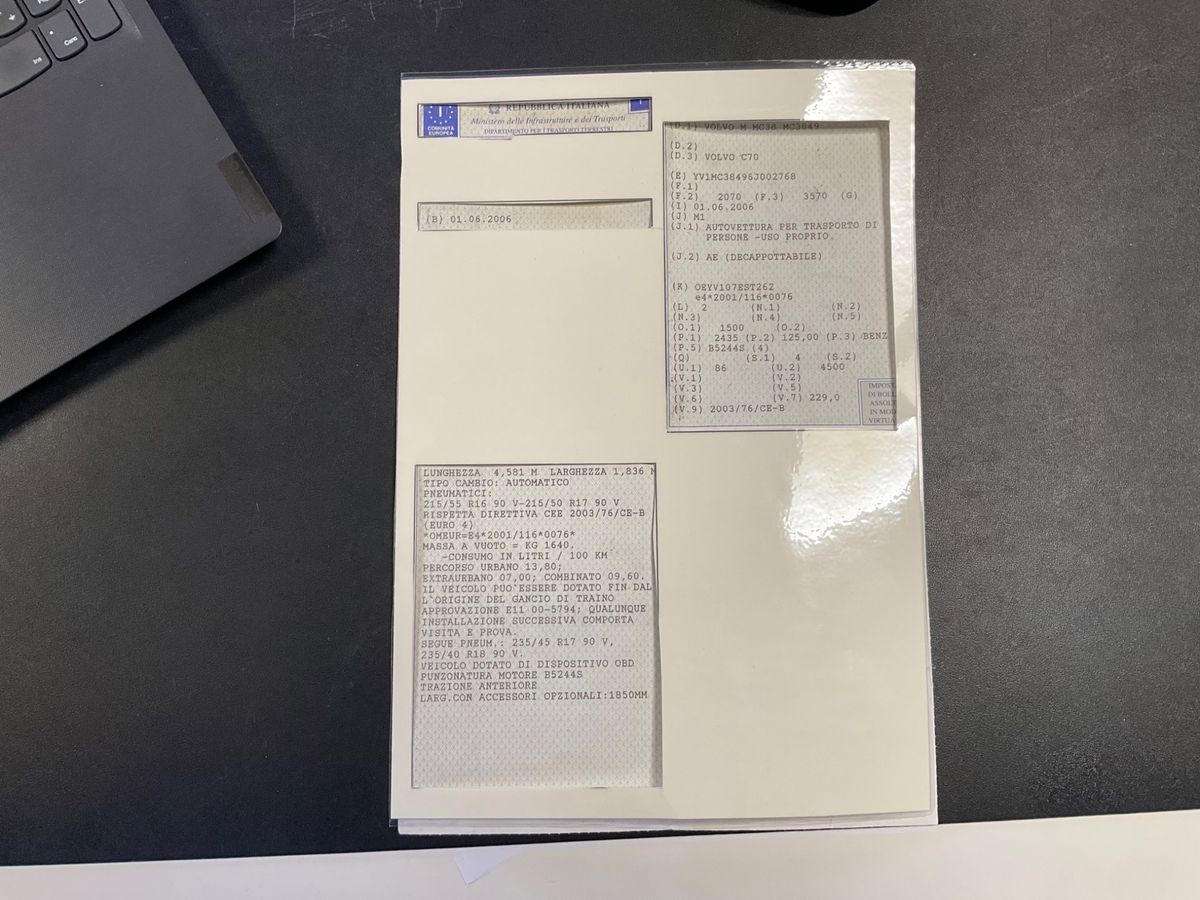 COMUNITÀ
EUROPEA
I
REPUBBLICA ITALIANA
Ministero delle Infrastrutture e dei Trasporti
DIPARTIMENTO PER I TRASPORTI TERRESTRI
(B) 01.06.2006
(D.1) VOLVO M MC38 MC3849
(D.2)
(D.3) VOLVO C70
(E) YV1MC38496J002768
(F.1)
(F.2) 2070 (F.3) 3570 (G)
(I) 01.06.2006
(J) M1
(J.1) AUTOVETTURA PER TRASPORTO DI
PERSONE -USO PROPRIO.
(J.2) AE (DECAPPOTTABILE)
(K) OEYV107EST262
e4*2001/116*0076
(L) 2 (N.1) (N.2)
(N.3) (N.4) (N.5)
(O.1) 1500 (O.2)
(P.1) 2435 (P.2) 125,00 (P.3) BENZ
(P.5) B5244S (4)
(Q) (S.1) 4 (S.2)
(U.1) 86 (U.2) 4500
(V.1) (V.2)
(V.3) (V.5)
(V.6) (V.7) 229,0
(V.9) 2003/76/CE-B
IMPOST
DI BOLL
ASSOLT
IN MOD
VIRTUA
LUNGHEZZA 4,581 M LARGHEZZA 1,836 M
TIPO CAMBIO: AUTOMATICO
PNEUMATICI:
215/55 R16 90 V-215/50 R17 90 V
RISPETTA DIRETTIVA CEE 2003/76/CE-B
(EURO 4)
*OMEUR=E4*2001/116*0076*
MASSA A VUOTO = KG 1640.
-CONSUMO IN LITRI / 100 KM
PERCORSO URBANO 13,80;
EXTRAURBANO 07,00; COMBINATO 09,60.
IL VEICOLO PUO'ESSERE DOTATO FIN DAL
L'ORIGINE DEL GANCIO DI TRAINO
APPROVAZIONE E11 00-5794; QUALUNQUE
INSTALLAZIONE SUCCESSIVA COMPORTA
VISITA E PROVA.
SEGUE PNEUM.: 235/45 R17 90 V,
235/40 R18 90 V.
VEICOLO DOTATO DI DISPOSITIVO OBD
PUNZONATURA MOTORE B5244S
TRAZIONE ANTERIORE
LARG.CON ACCESSORI OPZIONALI:1850MM